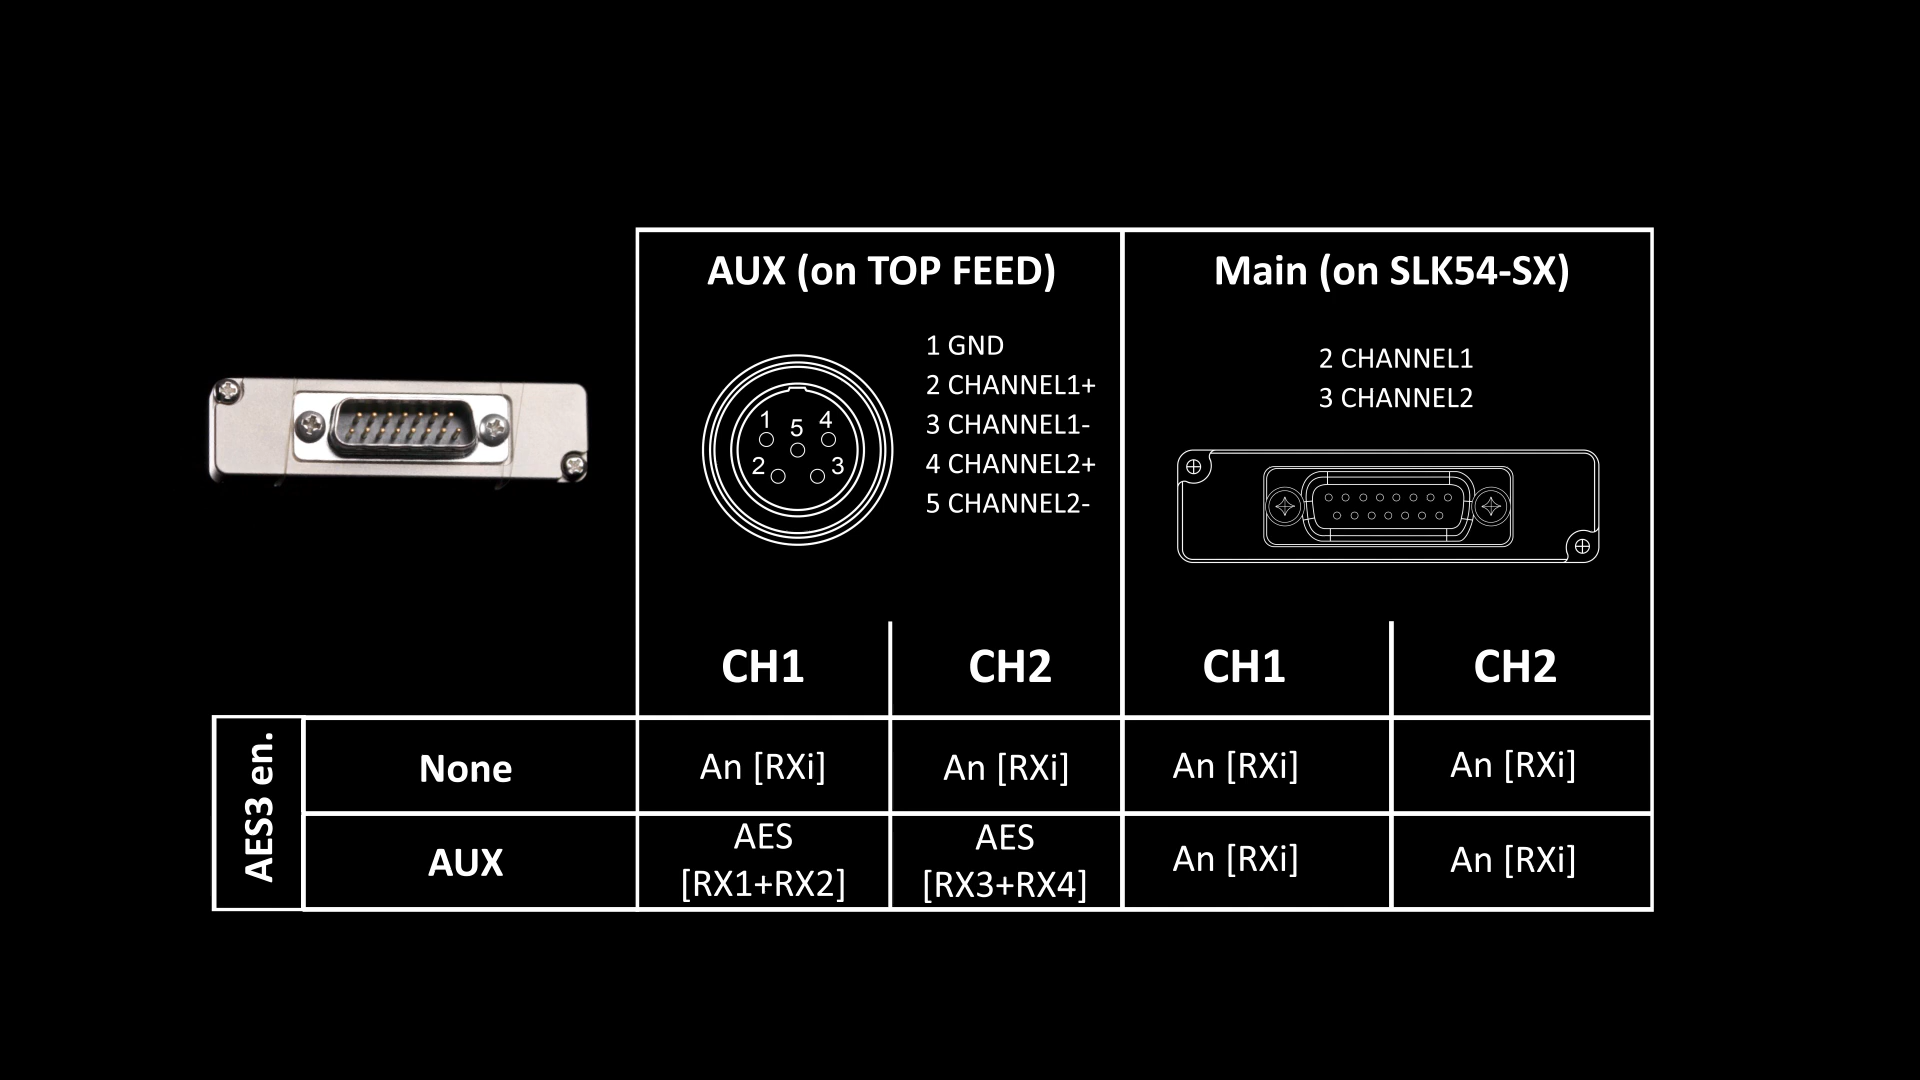 AUX (on TOP FEED)
Main (on SLK54-SX)
1 GND
2 CHANNEL1+
3 CHANNEL1-
4 CHANNEL2+
5 CHANNEL2-
1
5
4
2
3
2 CHANNEL1
3 CHANNEL2
CH1
CH2
CH1
CH2
AES3 en.
None
An [RXi]
An [RXi]
An [RXi]
An [RXi]
AUX
AES
[RX1+RX2]
AES
[RX3+RX4]
An [RXi]
An [RXi]